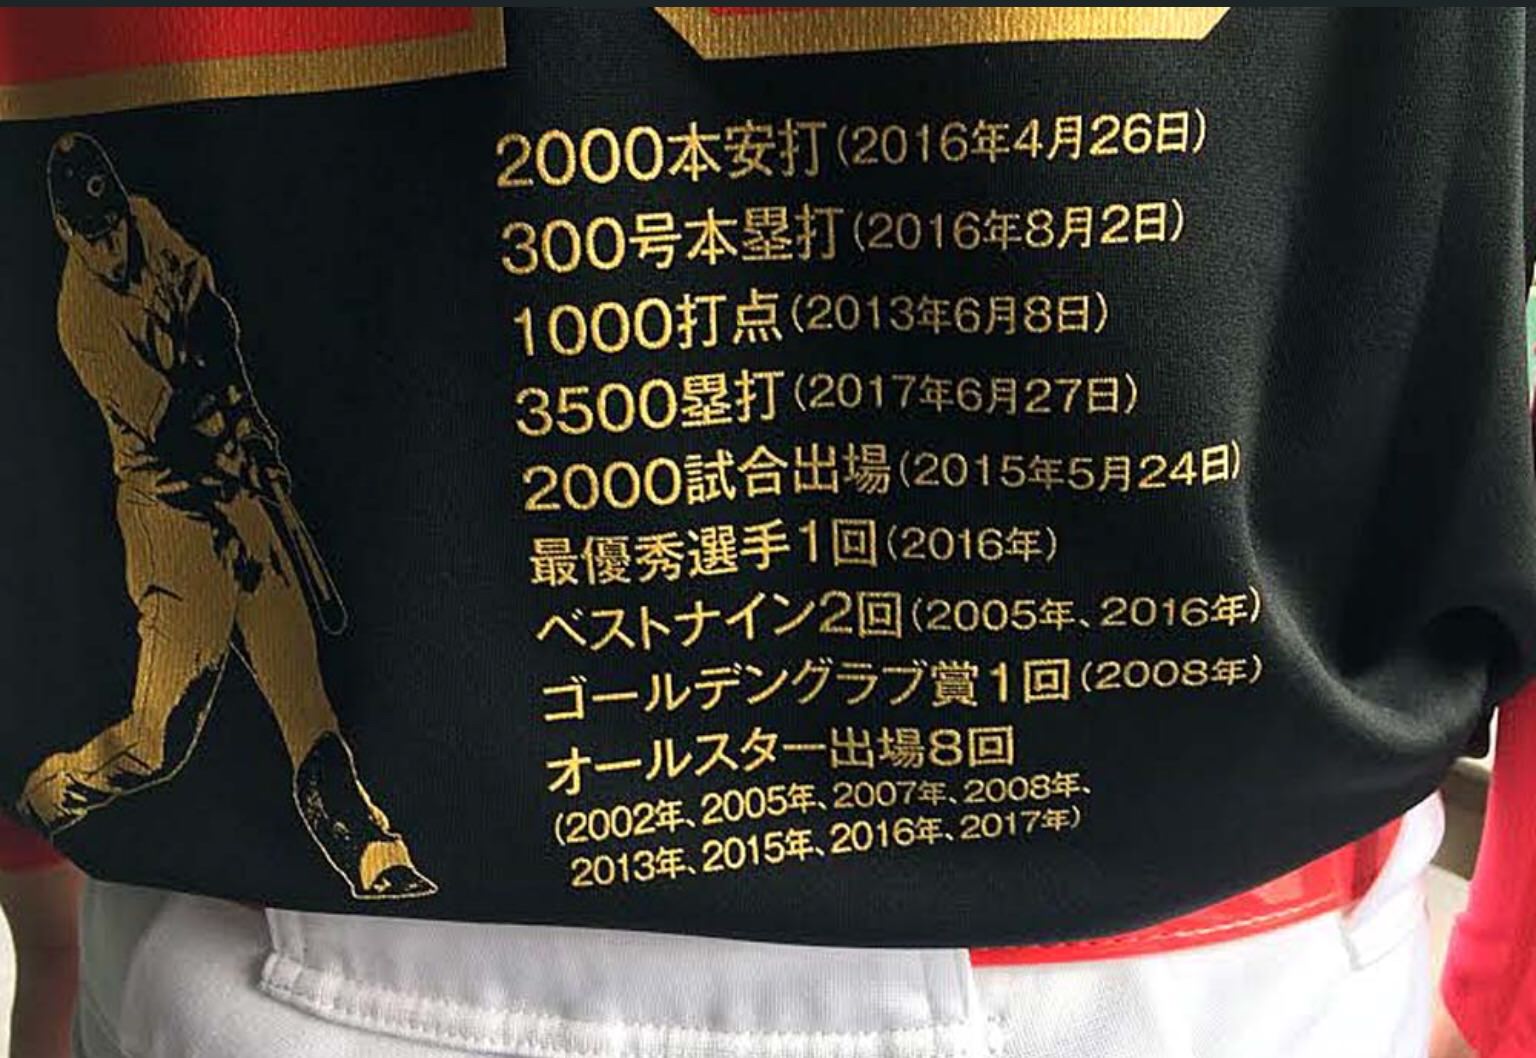 2000本安打(2016年4月26日)
300号本塁打(2016年8月2日)
1000打点(2013年6月8日)
3500塁打(2017年6月27日)
2000試合出場(2015年5月24日)
最優秀選手1回(2016年)
ベストナイン2回(2005年、2016年)
ゴールデングラブ賞1回(2008年)
オールスター出場8回
(2002年、2005年、2007年、2008年、
2013年、2015年、2016年、2017年)